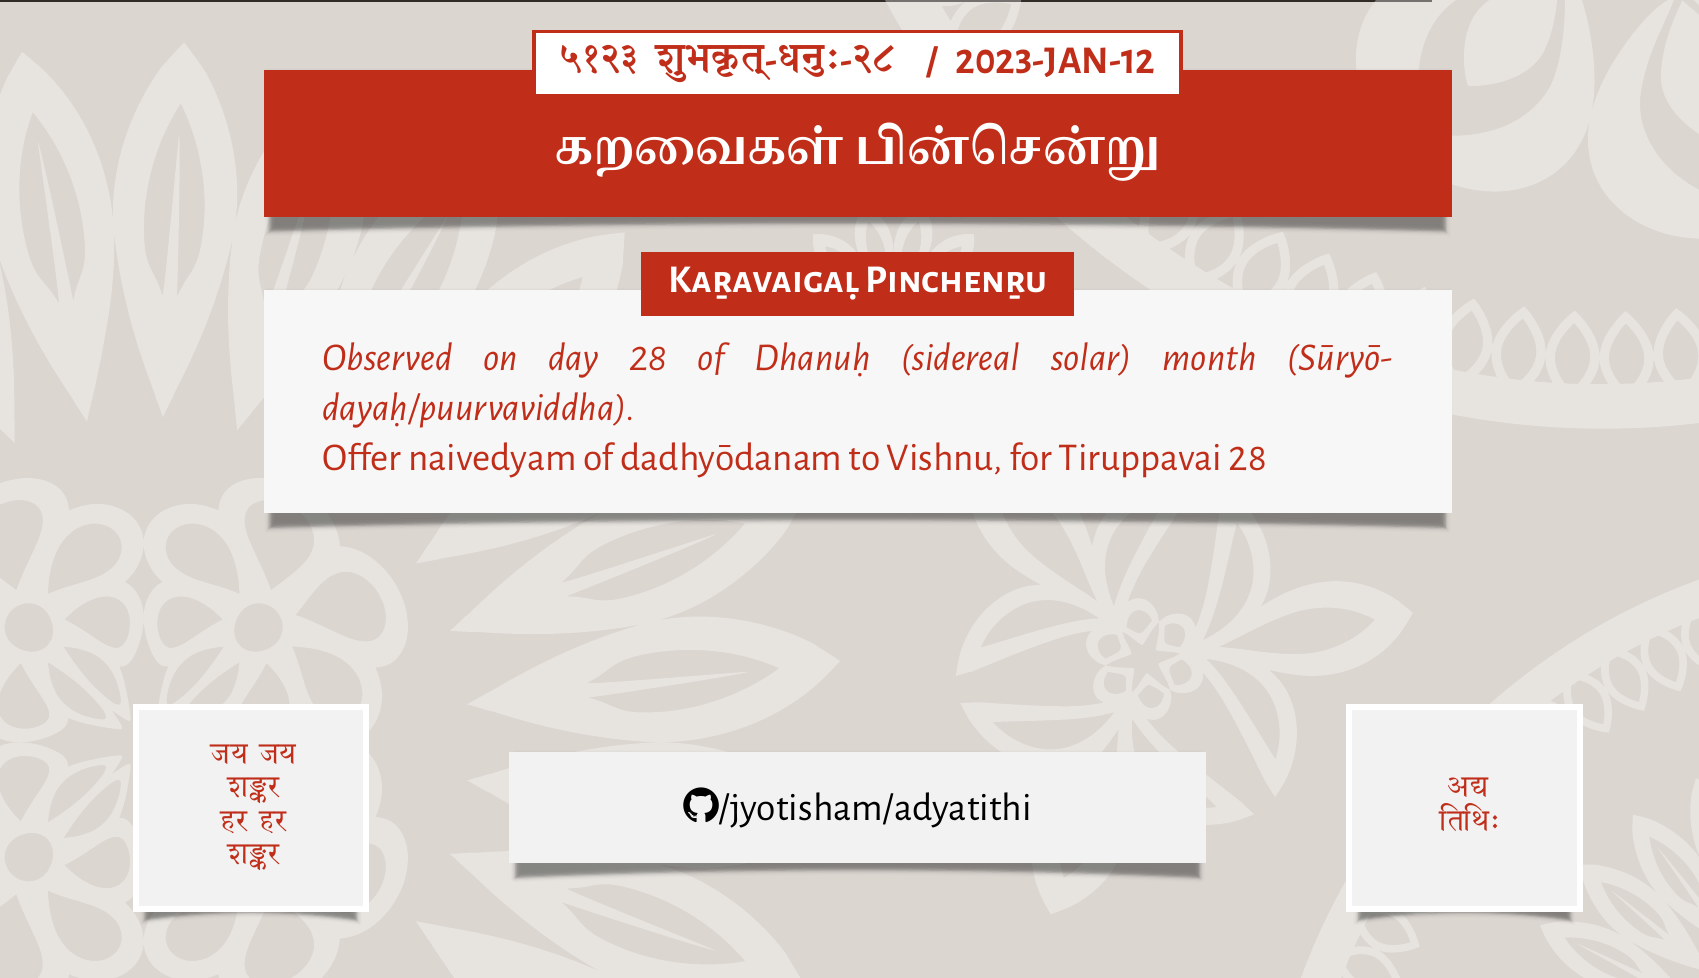 ५१२३ शुभकृत्-धनुः-२८ / 2023-JAN-12
கறவைகள் பின்சென்று
Kaṟavaigaḷ Pinchenṟu
Observed on day 28 of Dhanuḥ (sidereal solar) month (Sūryō-
dayaḥ/puurvaviddha).
Offer naivedyam of dadhyōdanam to Vishnu, for Tiruppavai 28
जय जय
शङ्कर
हर हर
शङ्कर
/jyotisham/adyatithi
अद्य
तिथिः